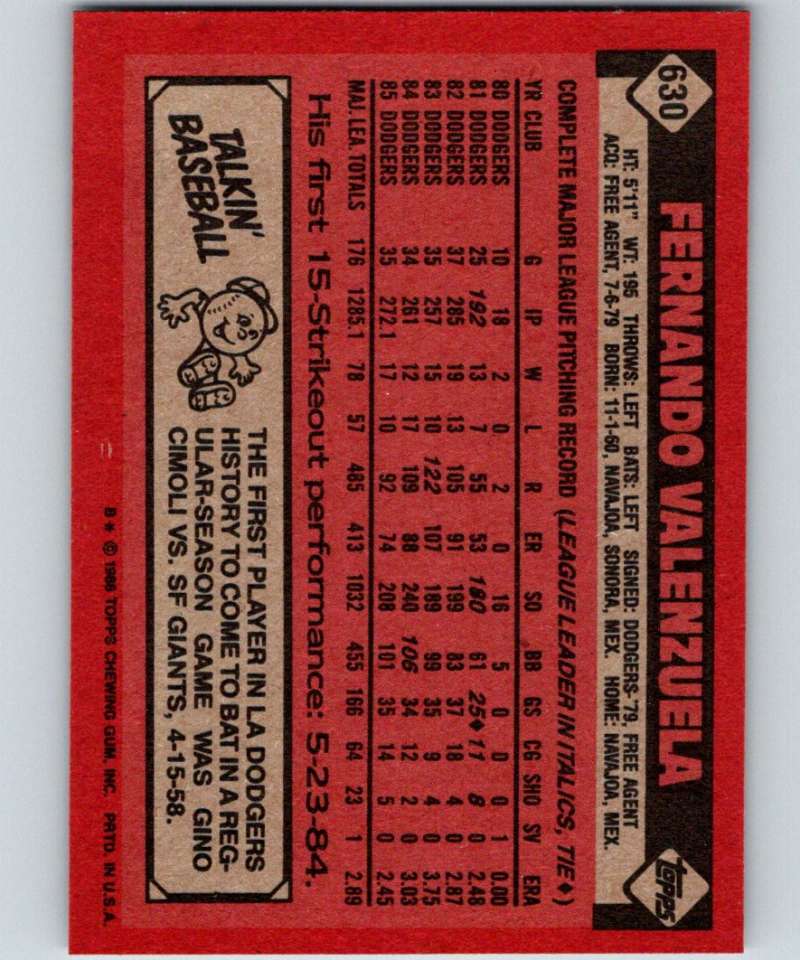 630
FERNANDO VALENZUELA
TOPPS
HT: 5'11" WT: 195 THROWS: LEFT BATS: LEFT SIGNED: DODGERS-'79, FREE AGENT
ACQ: FREE AGENT, 7-6-79 BORN: 11-1-60, NAVAJOA, SONORA, MEX. HOME: NAVAJOA, MEX.
COMPLETE MAJOR LEAGUE PITCHING RECORD (LEAGUE LEADER IN ITALICS, TIE♦)
YR CLUB G IP W L R ER SO BB GS CG SHO SV ERA
80 DODGERS 10 18 2 0 2 0 16 5 0 0 0 1 0.00
81 DODGERS 25 192 13 7 55 53 180 61 25♦ 11 8 0 2.48
82 DODGERS 37 285 19 13 105 91 199 83 37 18 4 0 2.87
83 DODGERS 35 257 15 10 122 107 189 99 35 9 4 0 3.75
84 DODGERS 34 261 12 17 109 88 240 106 34 12 2 0 3.03
85 DODGERS 35 272.1 17 10 92 74 208 101 35 14 5 0 2.45
MAJ. LEA. TOTALS 176 1285.1 78 57 485 413 1032 455 166 64 23 1 2.89
His first 15-Strikeout performance: 5-23-84.
TALKIN'
BASEBALL
THE FIRST PLAYER IN LA DODGERS
HISTORY TO COME TO BAT IN A REG-
ULAR-SEASON GAME WAS GINO
CIMOLI VS. SF GIANTS, 4-15-58.
B* © 1986 TOPPS CHEWING GUM, INC. PRTD. IN U.S.A.